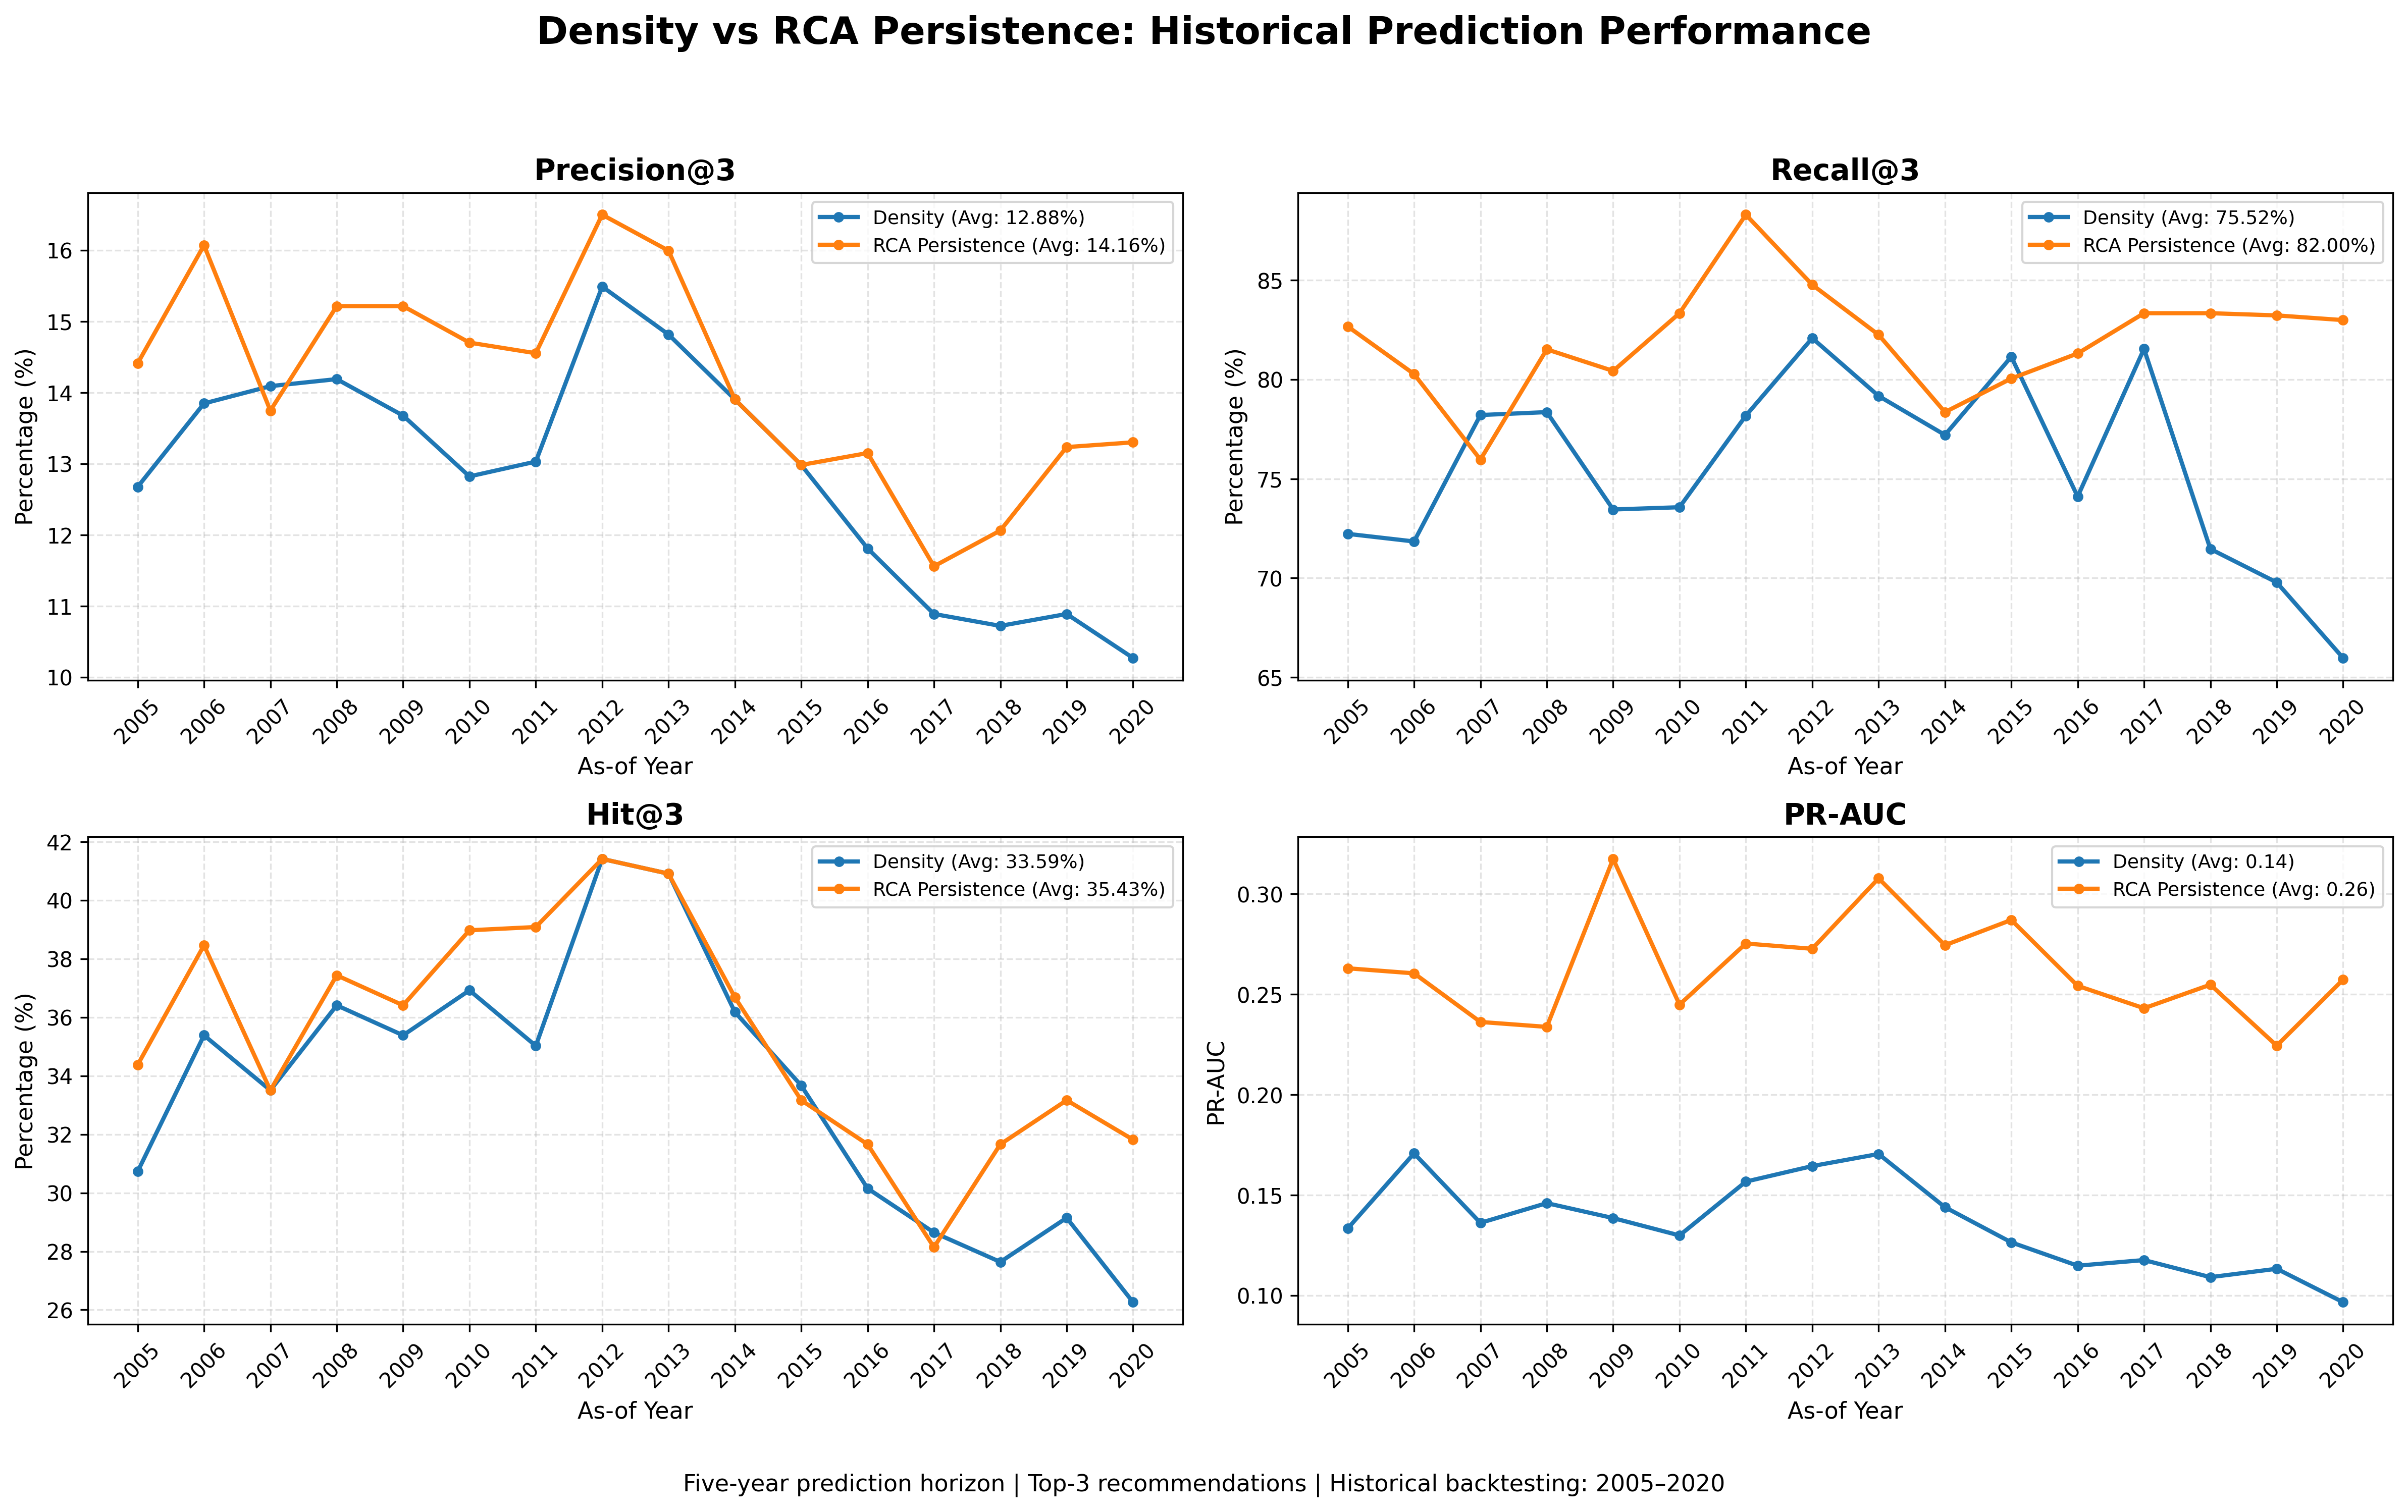 Density vs RCA Persistence: Historical Prediction Performance
Precision@3
Density (Avg: 12.88%)
RCA Persistence (Avg: 14.16%)
Percentage (%)
16
15
14
13
12
11
10
2005 2006 2007 2008 2009 2010 2011 2012 2013 2014 2015 2016 2017 2018 2019 2020
As-of Year
Recall@3
Density (Avg: 75.52%)
RCA Persistence (Avg: 82.00%)
Percentage (%)
85
80
75
70
65
2005 2006 2007 2008 2009 2010 2011 2012 2013 2014 2015 2016 2017 2018 2019 2020
As-of Year
Hit@3
Density (Avg: 33.59%)
RCA Persistence (Avg: 35.43%)
Percentage (%)
42
40
38
36
34
32
30
28
26
2005 2006 2007 2008 2009 2010 2011 2012 2013 2014 2015 2016 2017 2018 2019 2020
As-of Year
PR-AUC
Density (Avg: 0.14)
RCA Persistence (Avg: 0.26)
PR-AUC
0.30
0.25
0.20
0.15
0.10
2005 2006 2007 2008 2009 2010 2011 2012 2013 2014 2015 2016 2017 2018 2019 2020
As-of Year
Five-year prediction horizon | Top-3 recommendations | Historical backtesting: 2005–2020